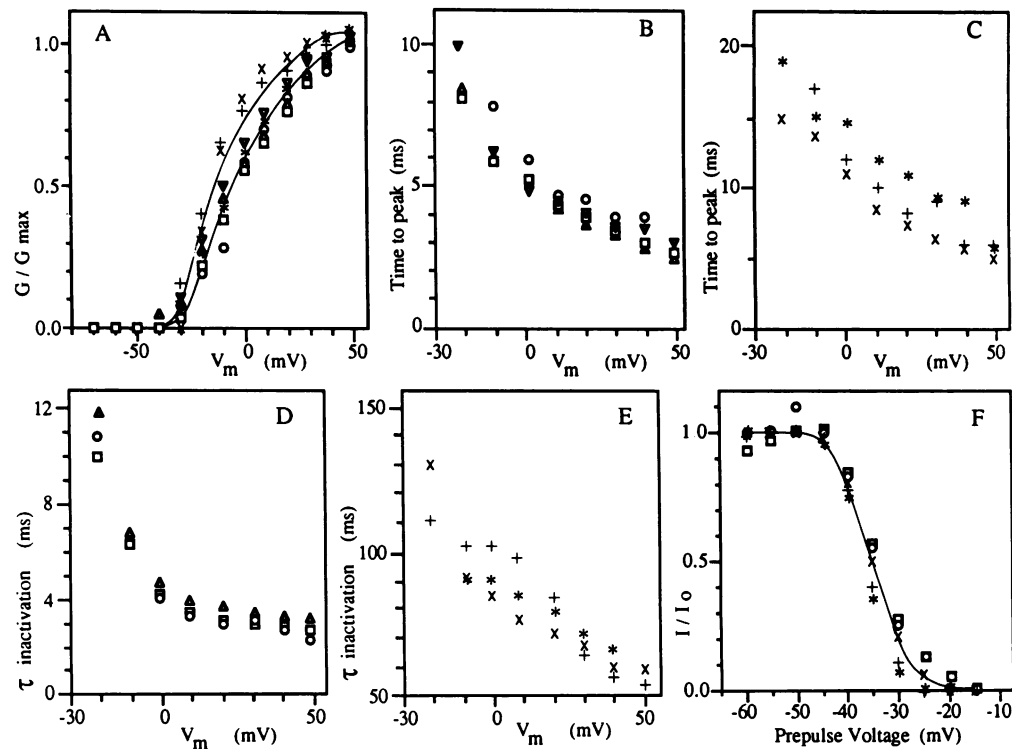 A
G / G max
1.0
0.5
0.0
-50
0
50
V m (mV)
B
Time to peak (ms)
10
5
0
-30
0
50
V m (mV)
C
Time to peak (ms)
20
10
0
-30
0
50
V m (mV)
D
τ inactivation (ms)
12
8
4
0
-30
0
50
V m (mV)
E
τ inactivation (ms)
150
100
50
-30
0
50
V m (mV)
F
I / I o
1 0
0.5
0 0
-60
-50
-40
-30
-20
-10
Prepulse Voltage (mV)